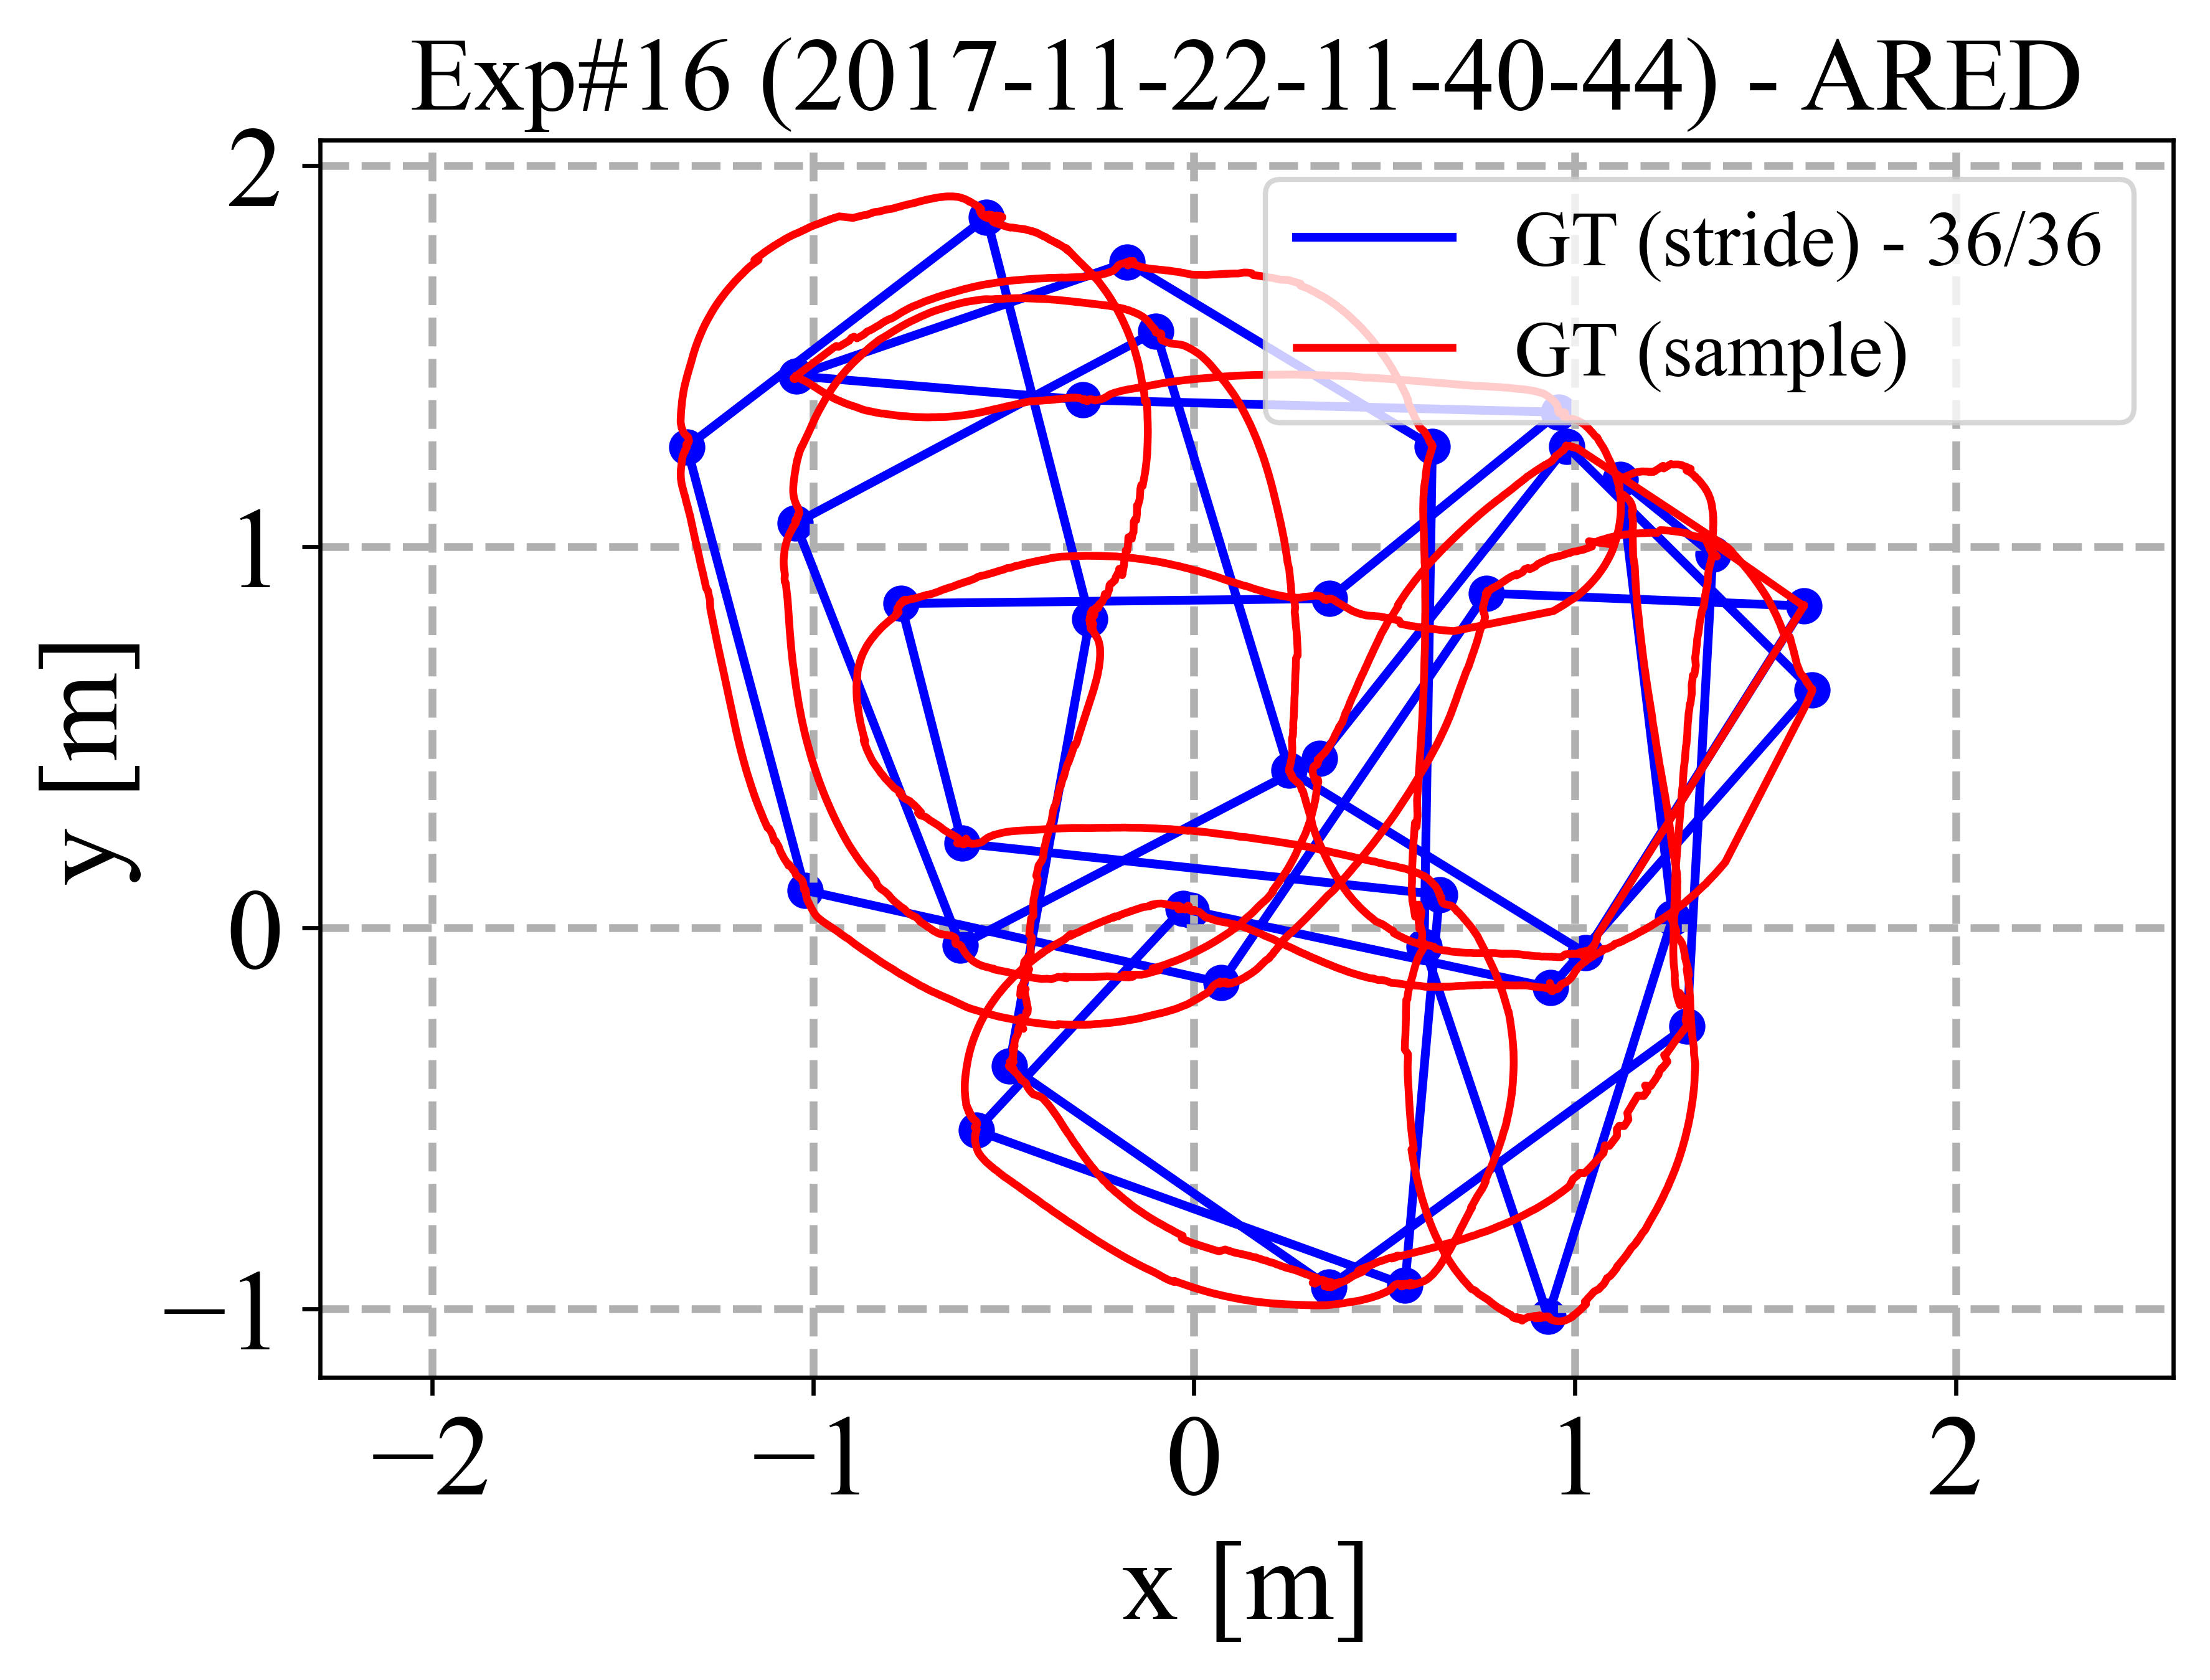 Exp#16 (2017-11-22-11-40-44) - ARED
GT (stride) - 36/36
GT (sample)
2
1
0
−1
y [m]
−2
−1
0
1
2
x [m]